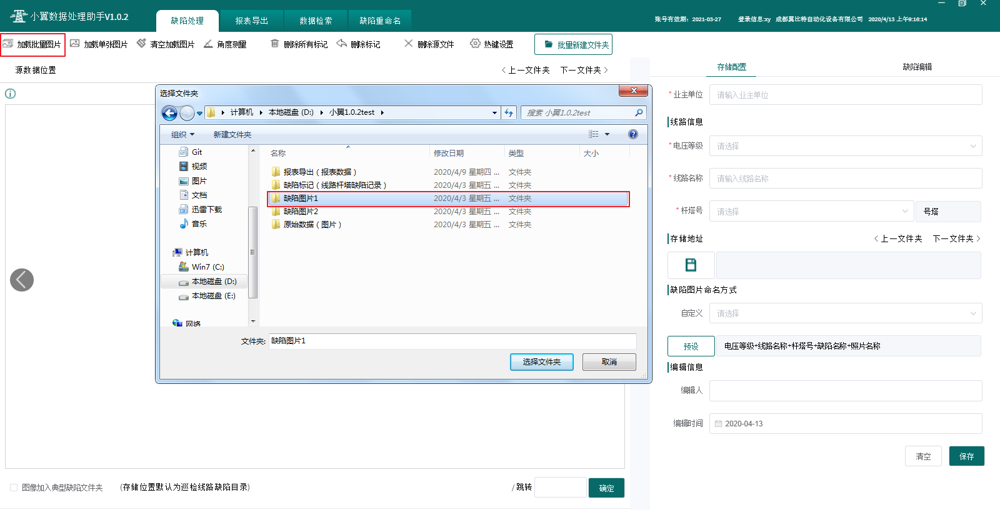 小翼数据处理助手V1.0.2
缺陷处理 报表导出 数据检索 缺陷重命名
账号有效期: 2021-03-27 登录信息:xy 成都翼比特自动化设备有限公司 2020/4/13 上午9:16:14
加载批量图片 加载单张图片 清空加载图片 角度测量 删除所有标记 删除标记 删除源文件 热键设置 批量新建文件夹
源数据位置 上一文件夹 下一文件夹
存储配置 缺陷编辑
选择文件夹
计算机 本地磁盘 (D:) 小翼1.0.2test
搜索 小翼1.0.2test
组织 新建文件夹
Git
视频
图片
文档
迅雷下载
音乐
计算机
Win7 (C:)
本地磁盘 (D:)
本地磁盘 (E:)
网络
名称 修改日期 类型 大小
报表导出（报表数据） 2020/4/9 星期四 ... 文件夹
缺陷标记（线路杆塔缺陷记录） 2020/4/3 星期五 ... 文件夹
缺陷图片1 2020/4/3 星期五 ... 文件夹
缺陷图片2 2020/4/3 星期五 ... 文件夹
原始数据（图片） 2020/4/3 星期五 ... 文件夹
文件夹: 缺陷图片1
选择文件夹 取消
*业主单位 请输入业主单位
线路信息
*电压等级 请选择
*线路名称 请输入线路名称
*杆塔号 请选择 号塔
存储地址 上一文件夹 下一文件夹
缺陷图片命名方式
自定义 请选择
预设 电压等级+线路名称+杆塔号+缺陷名称+照片名称
编辑信息
编辑人
编辑时间 2020-04-13
清空 保存
图像加入典型缺陷文件夹 (存储位置默认为巡检线路缺陷目录) / 跳转 确定